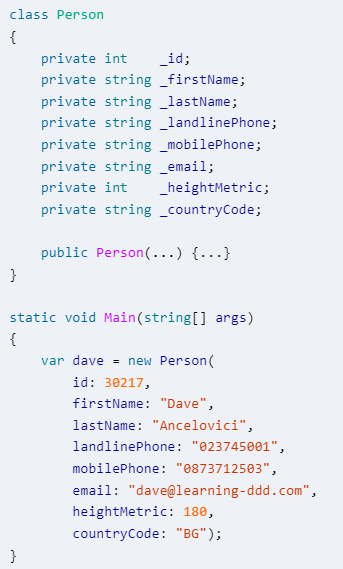 class Person
{
    private int    _id;
    private string _firstName;
    private string _lastName;
    private string _landlinePhone;
    private string _mobilePhone;
    private string _email;
    private int    _heightMetric;
    private string _countryCode;

    public Person(...) {...}
}

static void Main(string[] args)
{
    var dave = new Person(
        id: 30217,
        firstName: "Dave",
        lastName: "Ancelovici",
        landlinePhone: "023745001",
        mobilePhone: "0873712503",
        email: "dave@learning-ddd.com",
        heightMetric: 180,
        countryCode: "BG");
}